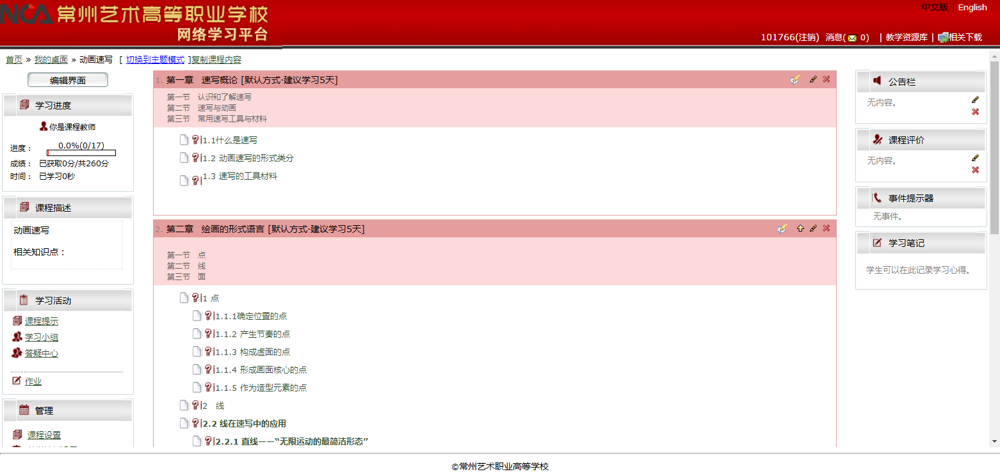 NCA 常州艺术高等职业学校
网络学习平台
中文版 | English
101766(注销) 消息( 0) | 教学资源库 | 相关下载
首页 » 我的桌面 » 动画速写 [ 切换到主题模式 ]复制课程内容
编辑界面
学习进度
你是课程教师
进度： 0.0%(0/17)
成绩： 已获取0分/共260分
时间： 已学习0秒
课程描述
动画速写
相关知识点：
学习活动
课程提示
学习小组
答疑中心
作业
管理
课程设置
1. 第一章 速写概论 [默认方式·建议学习5天]
第一节 认识和了解速写
第二节 速写与动画
第三节 常用速写工具与材料
1.1什么是速写
1.2 动画速写的形式类分
1.3 速写的工具材料
2. 第二章 绘画的形式语言 [默认方式·建议学习5天]
第一节 点
第二节 线
第三节 面
1 点
1.1.1确定位置的点
1.1.2 产生节奏的点
1.1.3 构成虚面的点
1.1.4 形成画面核心的点
1.1.5 作为造型元素的点
2 线
2.2 线在速写中的应用
2.2.1 直线——“无限运动的最简洁形态”
公告栏
无内容。
课程评价
无内容。
事件提示器
无事件。
学习笔记
学生可以在此记录学习心得。
©常州艺术职业高等学校